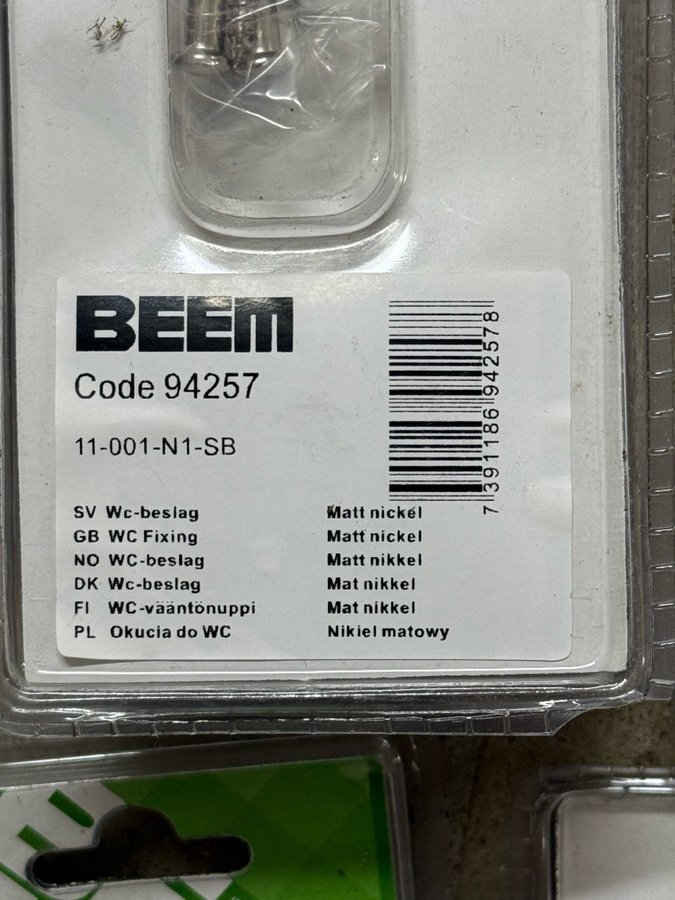 BEEM
Code 94257
11-001-N1-SB
7 391186 942578
SV Wc-beslag Matt nickel
GB WC Fixing Matt nickel
NO WC-beslag Matt nikkel
DK Wc-beslag Mat nikkel
FI WC-vääntönuppi Mat nikkel
PL Okucia do WC Nikiel matowy